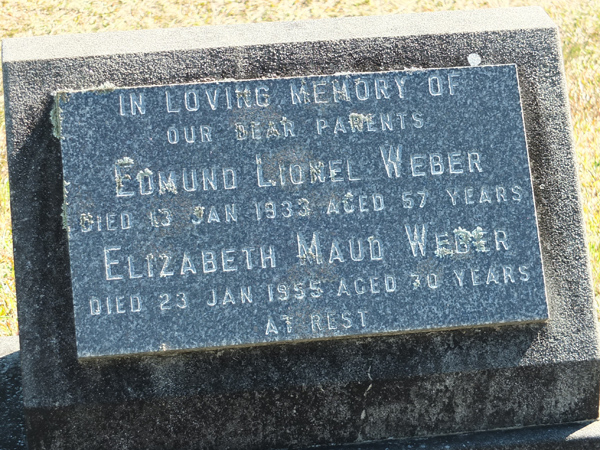 IN LOVING MEMORY OF
OUR DEAR PARENTS
EDMUND LIONEL WEBER
DIED 13 JAN 1933 AGED 57 YEARS
ELIZABETH MAUD WEBER
DIED 23 JAN 1955 AGED 70 YEARS
AT REST